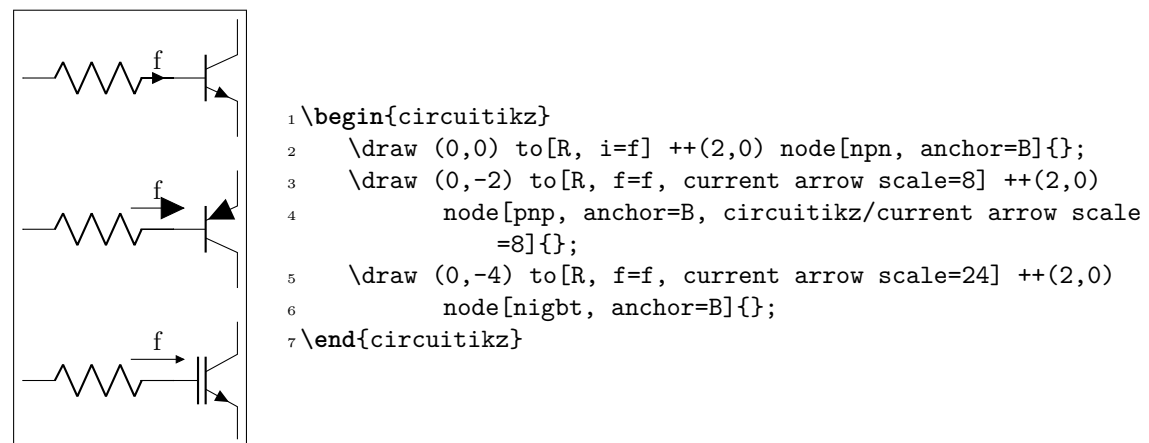 f
f
f
1 \begin{circuitikz}
2 \draw (0,0) to[R, i=f] ++(2,0) node[npn, anchor=B]{};
3 \draw (0,-2) to[R, f=f, current arrow scale=8] ++(2,0)
4 node[pnp, anchor=B, circuitikz/current arrow scale
=8]{};
5 \draw (0,-4) to[R, f=f, current arrow scale=24] ++(2,0)
6 node[nigbt, anchor=B]{};
7 \end{circuitikz}